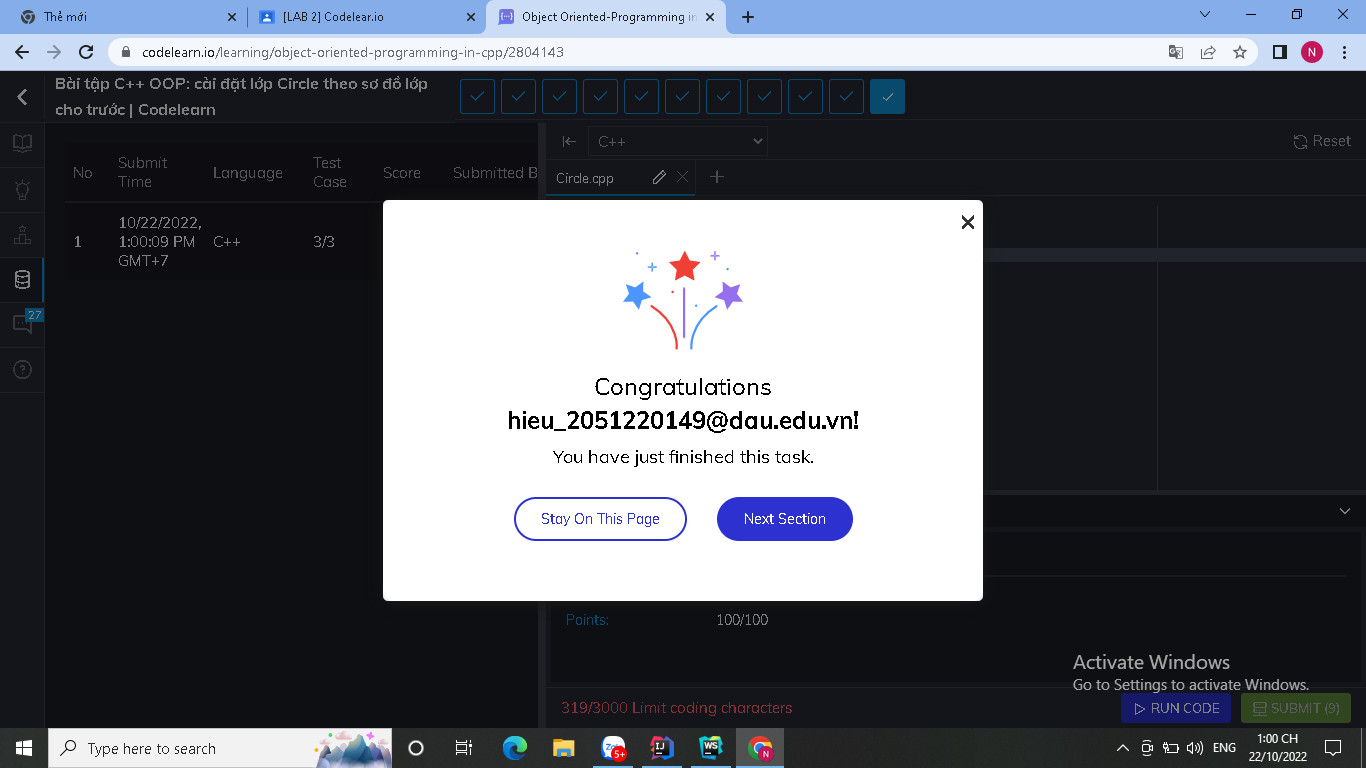 Thẻ mới
[LAB 2] Codelear.io
Object Oriented-Programming in
codelearn.io/learning/object-oriented-programming-in-cpp/2804143
N
Bài tập C++ OOP: cài đặt lớp Circle theo sơ đồ lớp
cho trước | Codelearn
C++
Reset
No
Submit
Time
Language
Test
Case
Score
Submitted B
Circle.cpp
1
10/22/2022,
1:00:09 PM
GMT+7
C++
3/3
27
Congratulations
hieu_2051220149@dau.edu.vn!
You have just finished this task.
Stay On This Page
Next Section
Points:
100/100
Activate Windows
Go to Settings to activate Windows.
319/3000 Limit coding characters
RUN CODE
SUBMIT (9)
Type here to search
Zalo
5+
IJ
WS
N
ENG
1:00 CH
22/10/2022